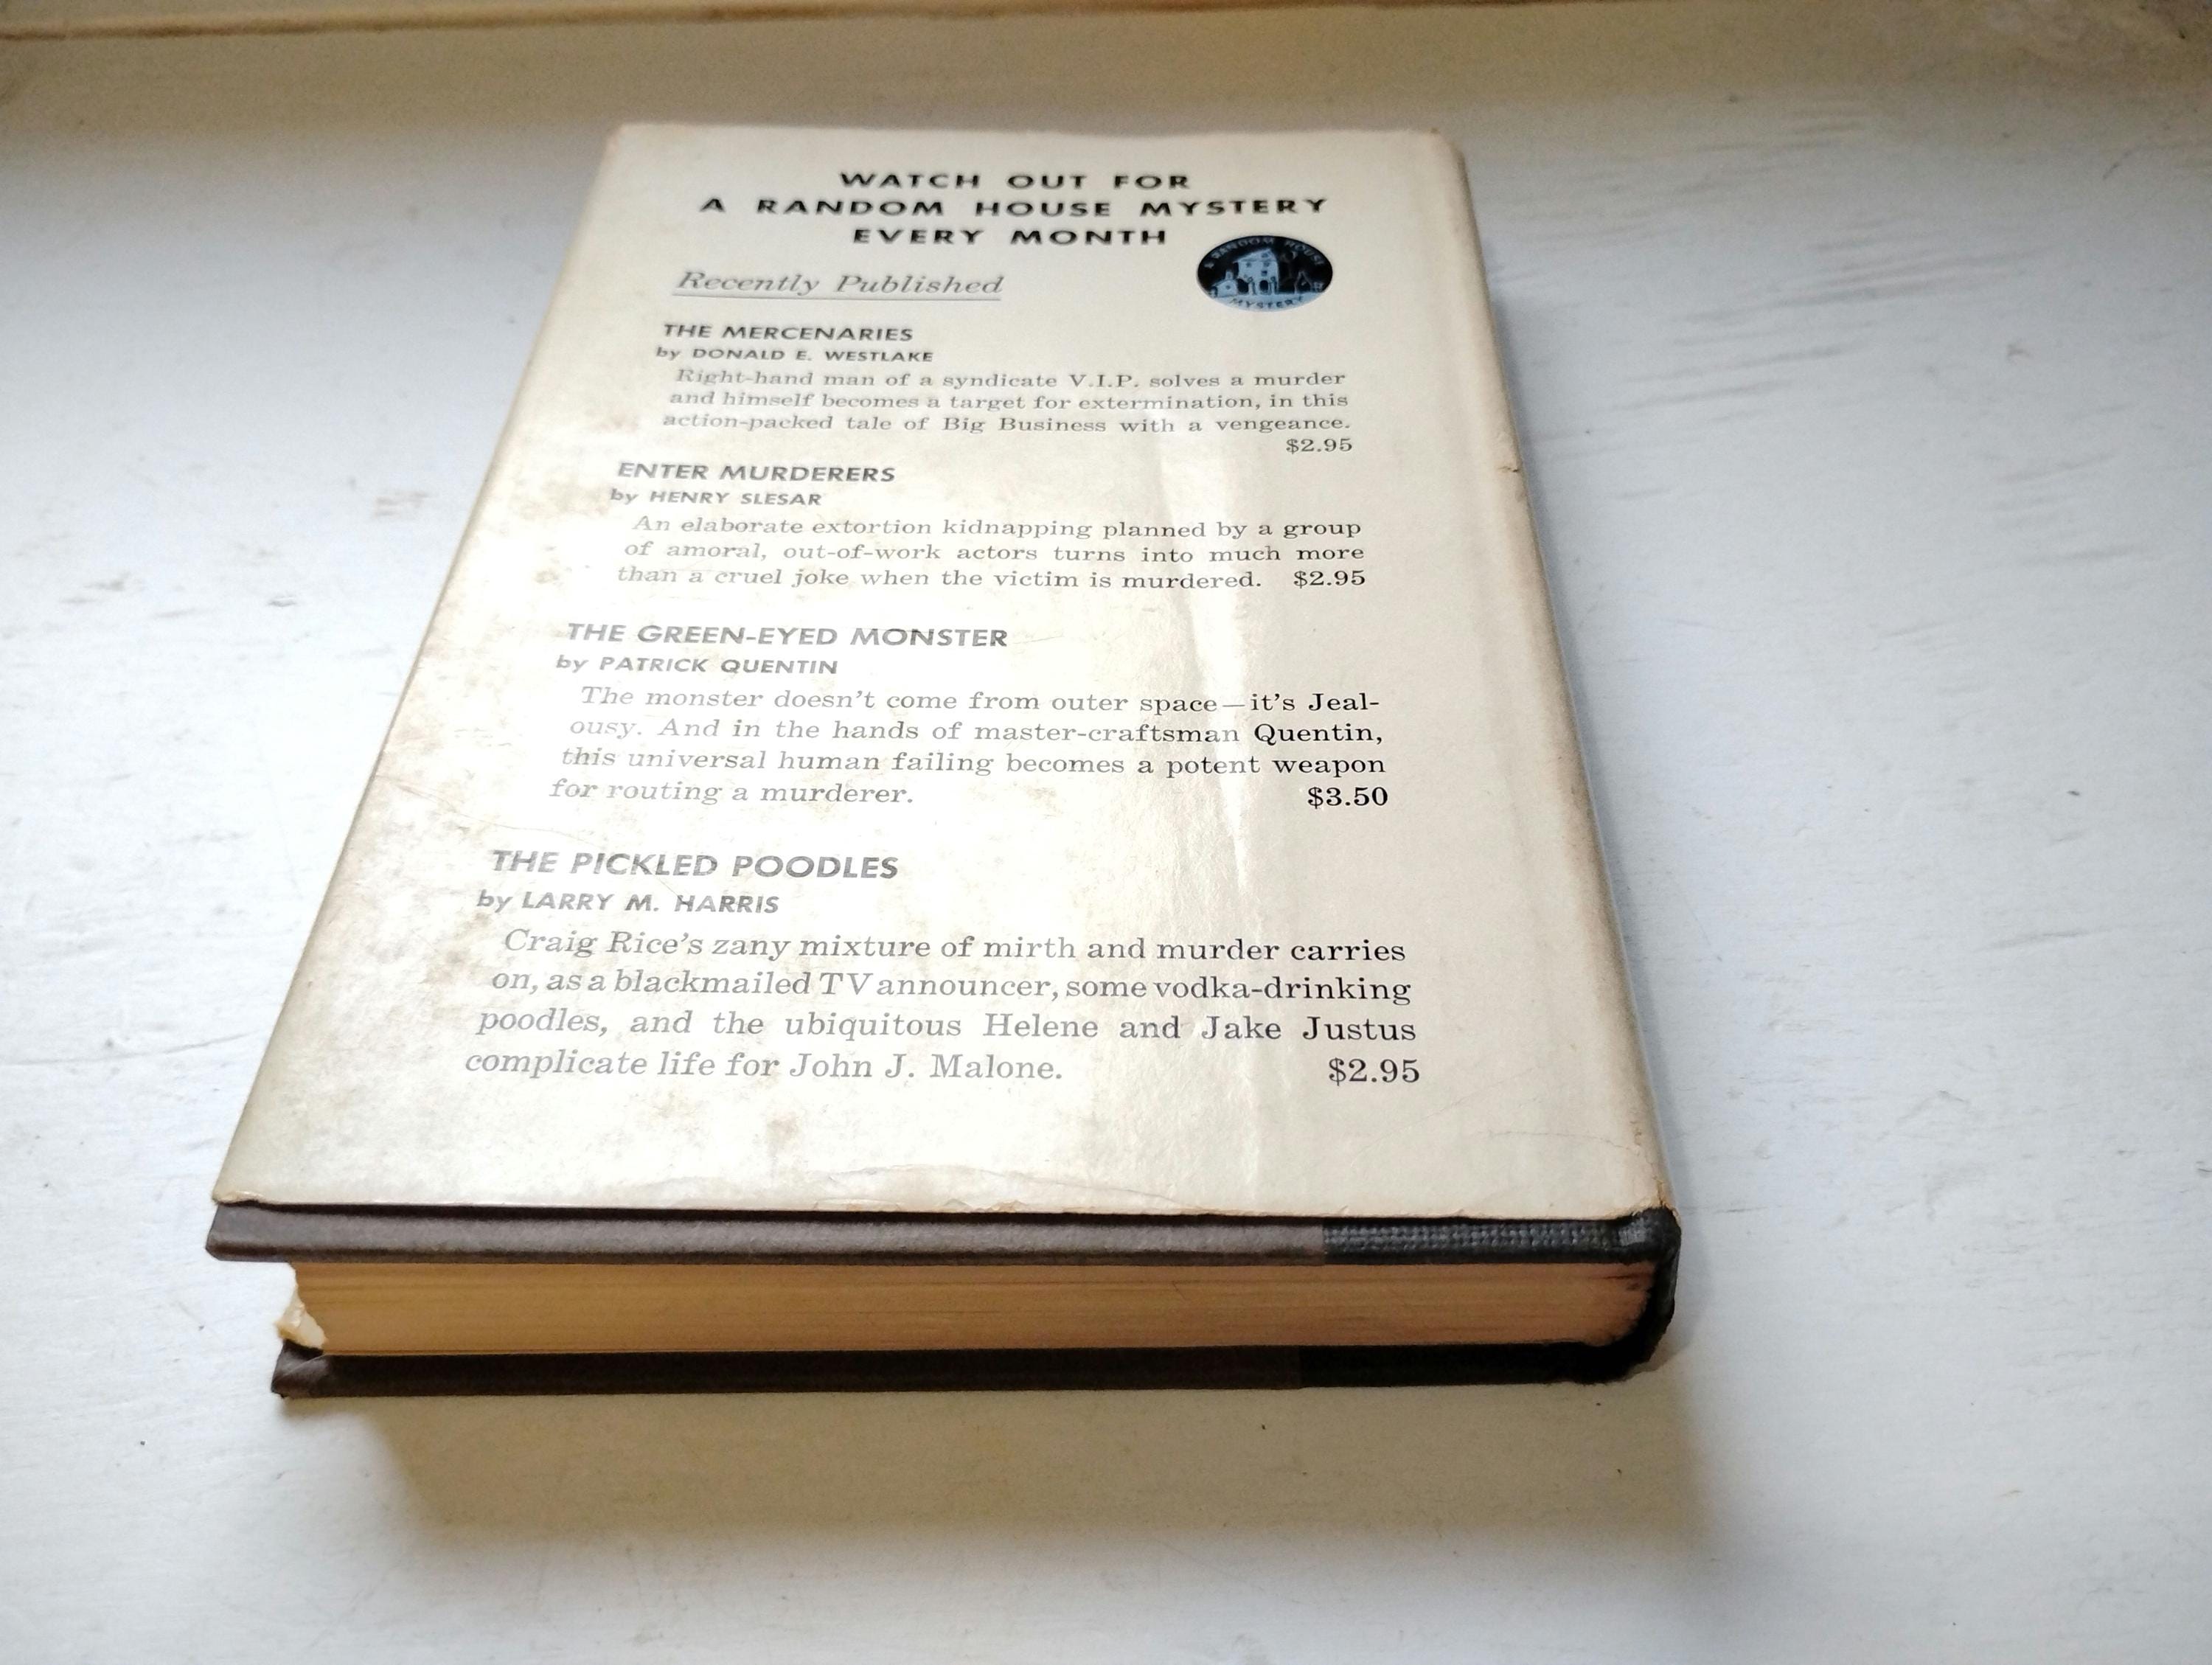 WATCH OUT FOR
A RANDOM HOUSE MYSTERY
EVERY MONTH
A RANDOM HOUSE
MYSTERY
Recently Published
THE MERCENARIES
by DONALD E. WESTLAKE
Right-hand man of a syndicate V.I.P. solves a murder
and himself becomes a target for extermination, in this
action-packed tale of Big Business with a vengeance.
$2.95
ENTER MURDERERS
by HENRY SLESAR
An elaborate extortion kidnapping planned by a group
of amoral, out-of-work actors turns into much more
than a cruel joke when the victim is murdered. $2.95
THE GREEN-EYED MONSTER
by PATRICK QUENTIN
The monster doesn't come from outer space—it's Jeal-
ousy. And in the hands of master-craftsman Quentin,
this universal human failing becomes a potent weapon
for routing a murderer. $3.50
THE PICKLED POODLES
by LARRY M. HARRIS
Craig Rice's zany mixture of mirth and murder carries
on, as a blackmailed TV announcer, some vodka-drinking
poodles, and the ubiquitous Helene and Jake Justus
complicate life for John J. Malone. $2.95